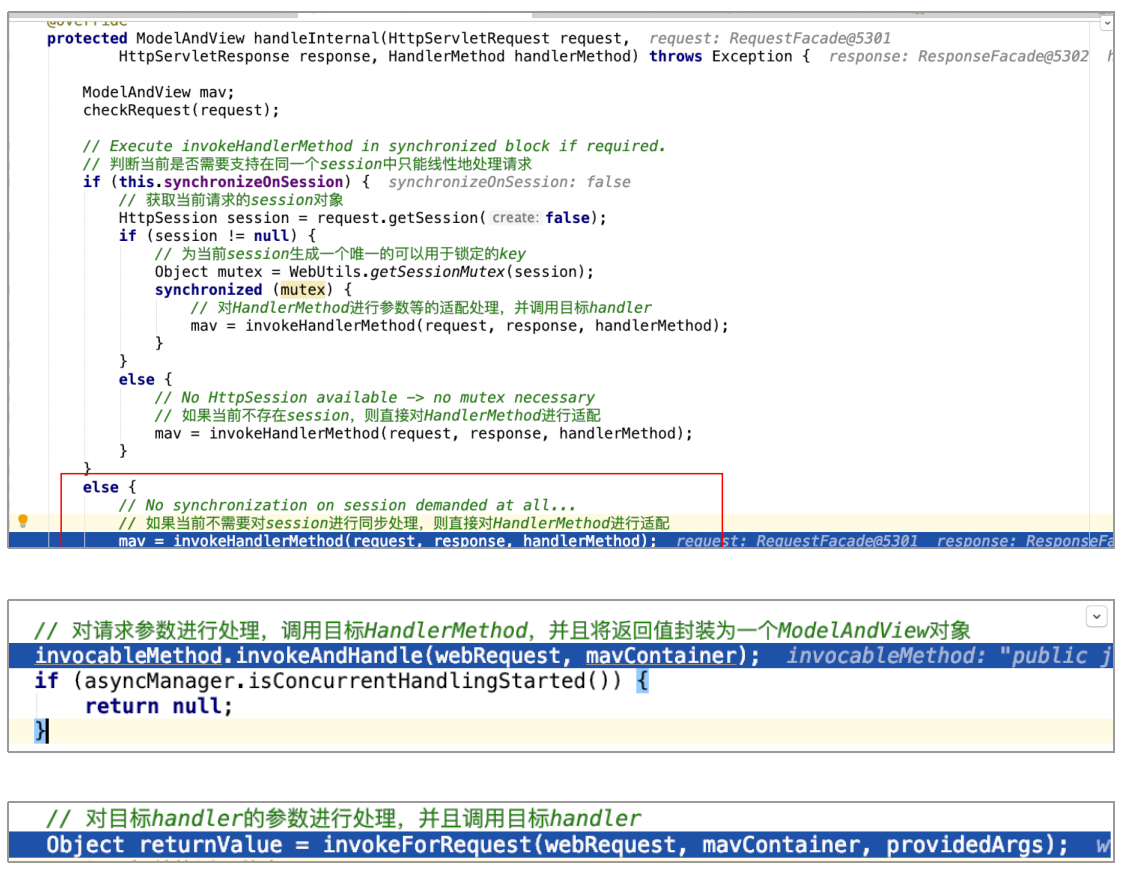 @Override
protected ModelAndView handleInternal(HttpServletRequest request,  request: RequestFacade@5301
HttpServletResponse response, HandlerMethod handlerMethod) throws Exception {  response: ResponseFacade@5302
ModelAndView mav;
checkRequest(request);
// Execute invokeHandlerMethod in synchronized block if required.
// 判断当前是否需要支持在同一个session中只能线性地处理请求
if (this.synchronizeOnSession) {  synchronizeOnSession: false
// 获取当前请求的session对象
HttpSession session = request.getSession( create: false);
if (session != null) {
// 为当前session生成一个唯一的可以用于锁定的key
Object mutex = WebUtils.getSessionMutex(session);
synchronized (mutex) {
// 对HandlerMethod进行参数等的适配处理，并调用目标handler
mav = invokeHandlerMethod(request, response, handlerMethod);
}
}
else {
// No HttpSession available -> no mutex necessary
// 如果当前不存在session，则直接对HandlerMethod进行适配
mav = invokeHandlerMethod(request, response, handlerMethod);
}
}
else {
// No synchronization on session demanded at all...
// 如果当前不需要对session进行同步处理，则直接对HandlerMethod进行适配
mav = invokeHandlerMethod(request, response, handlerMethod);  request: RequestFacade@5301  response: ResponseFa
// 对请求参数进行处理，调用目标HandlerMethod，并且将返回值封装为一个ModelAndView对象
invocableMethod.invokeAndHandle(webRequest, mavContainer);  invocableMethod: "public j
if (asyncManager.isConcurrentHandlingStarted()) {
return null;
}
// 对目标handler的参数进行处理，并且调用目标handler
Object returnValue = invokeForRequest(webRequest, mavContainer, providedArgs);  w